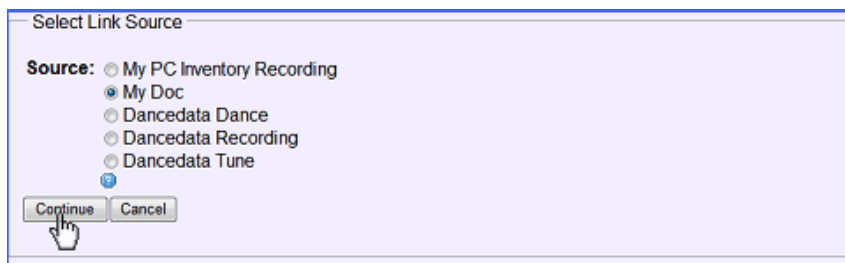 Select Link Source
Source: My PC Inventory Recording
My Doc
Dancedata Dance
Dancedata Recording
Dancedata Tune
?
Continue Cancel